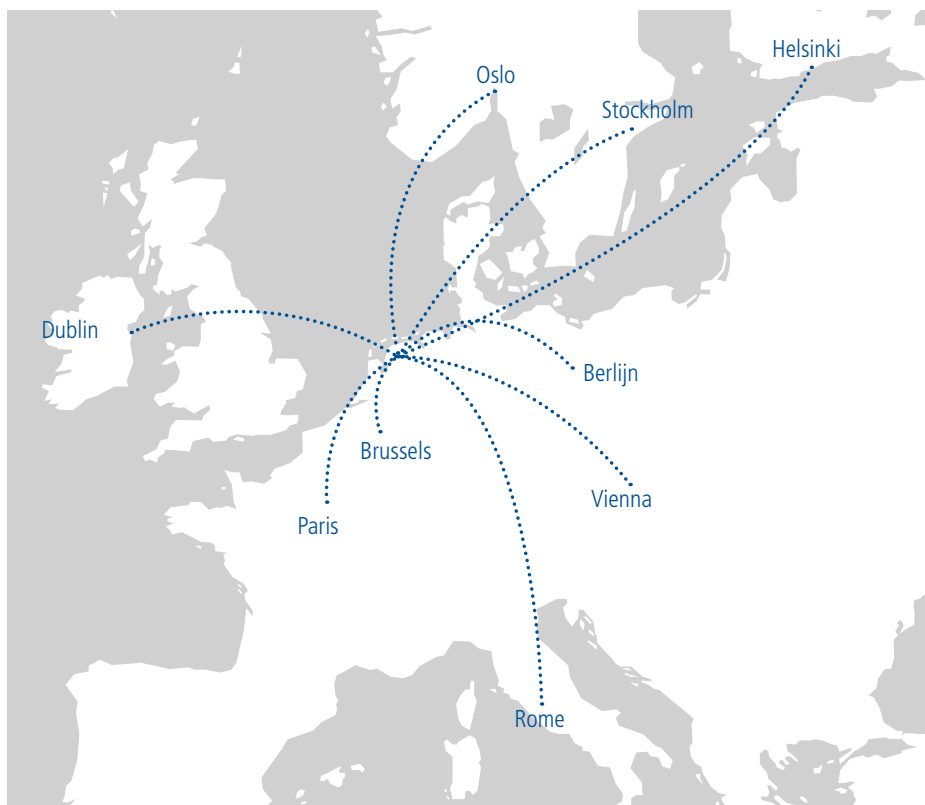 Helsinki
Oslo
Stockholm
Dublin
Berlijn
Brussels
Vienna
Paris
Rome